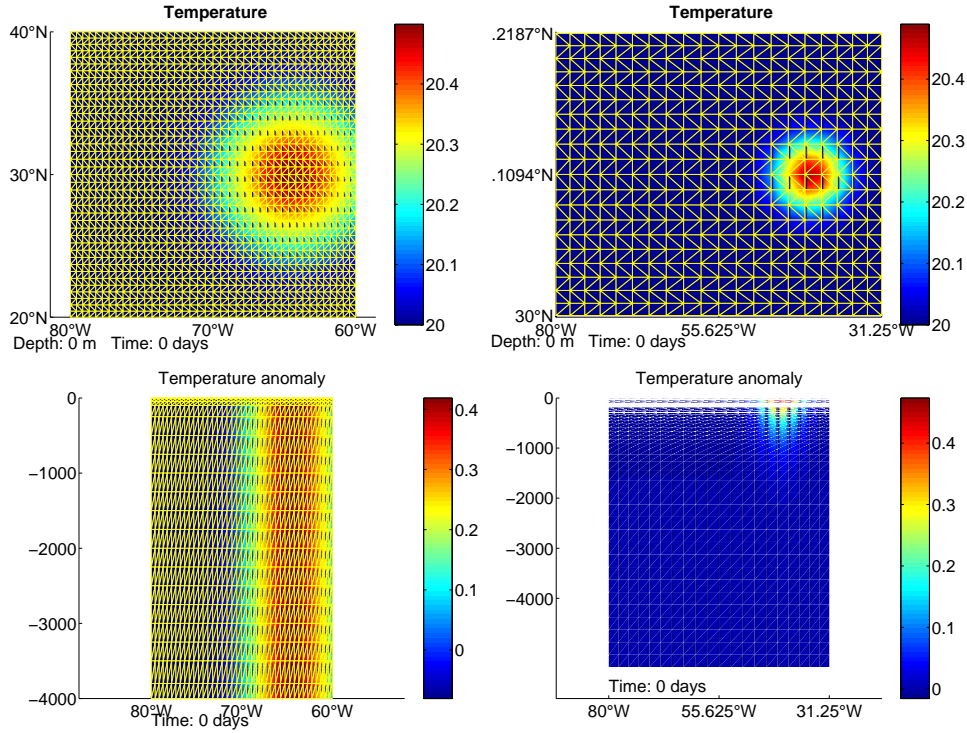 Temperature
40°N
30°N
20°N
80°W 70°W 60°W
Depth: 0 m Time: 0 days
20.4
20.3
20.2
20.1
20
Temperature
.2187°N
.1094°N
30°N
80°W 55.625°W 31.25°W
Depth: 0 m Time: 0 days
20.4
20.3
20.2
20.1
20
Temperature anomaly
0
−1000
−2000
−3000
−4000
80°W 70°W 60°W
Time: 0 days
0.4
0.3
0.2
0.1
0
Temperature anomaly
0
−1000
−2000
−3000
−4000
Time: 0 days
80°W 55.625°W 31.25°W
0.4
0.3
0.2
0.1
0